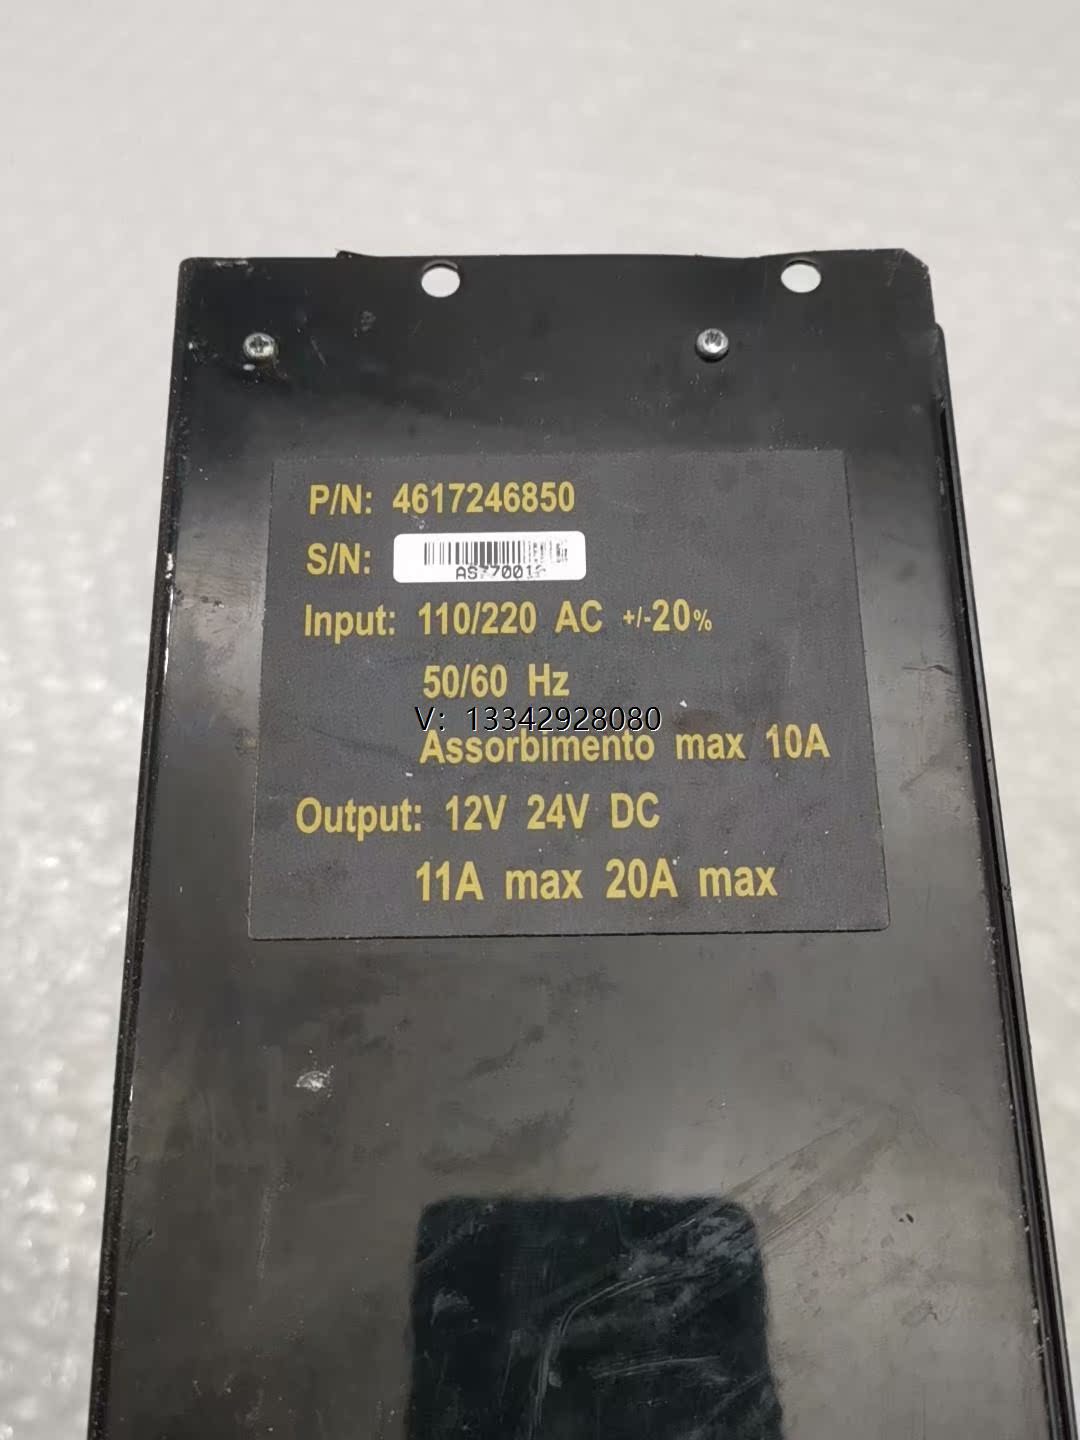 P/N: 4617246850
S/N:
Input: 110/220 AC +/-20%
50/60 Hz
V: 13342928080
Assorbimento max 10A
Output: 12V 24V DC
11A max 20A max